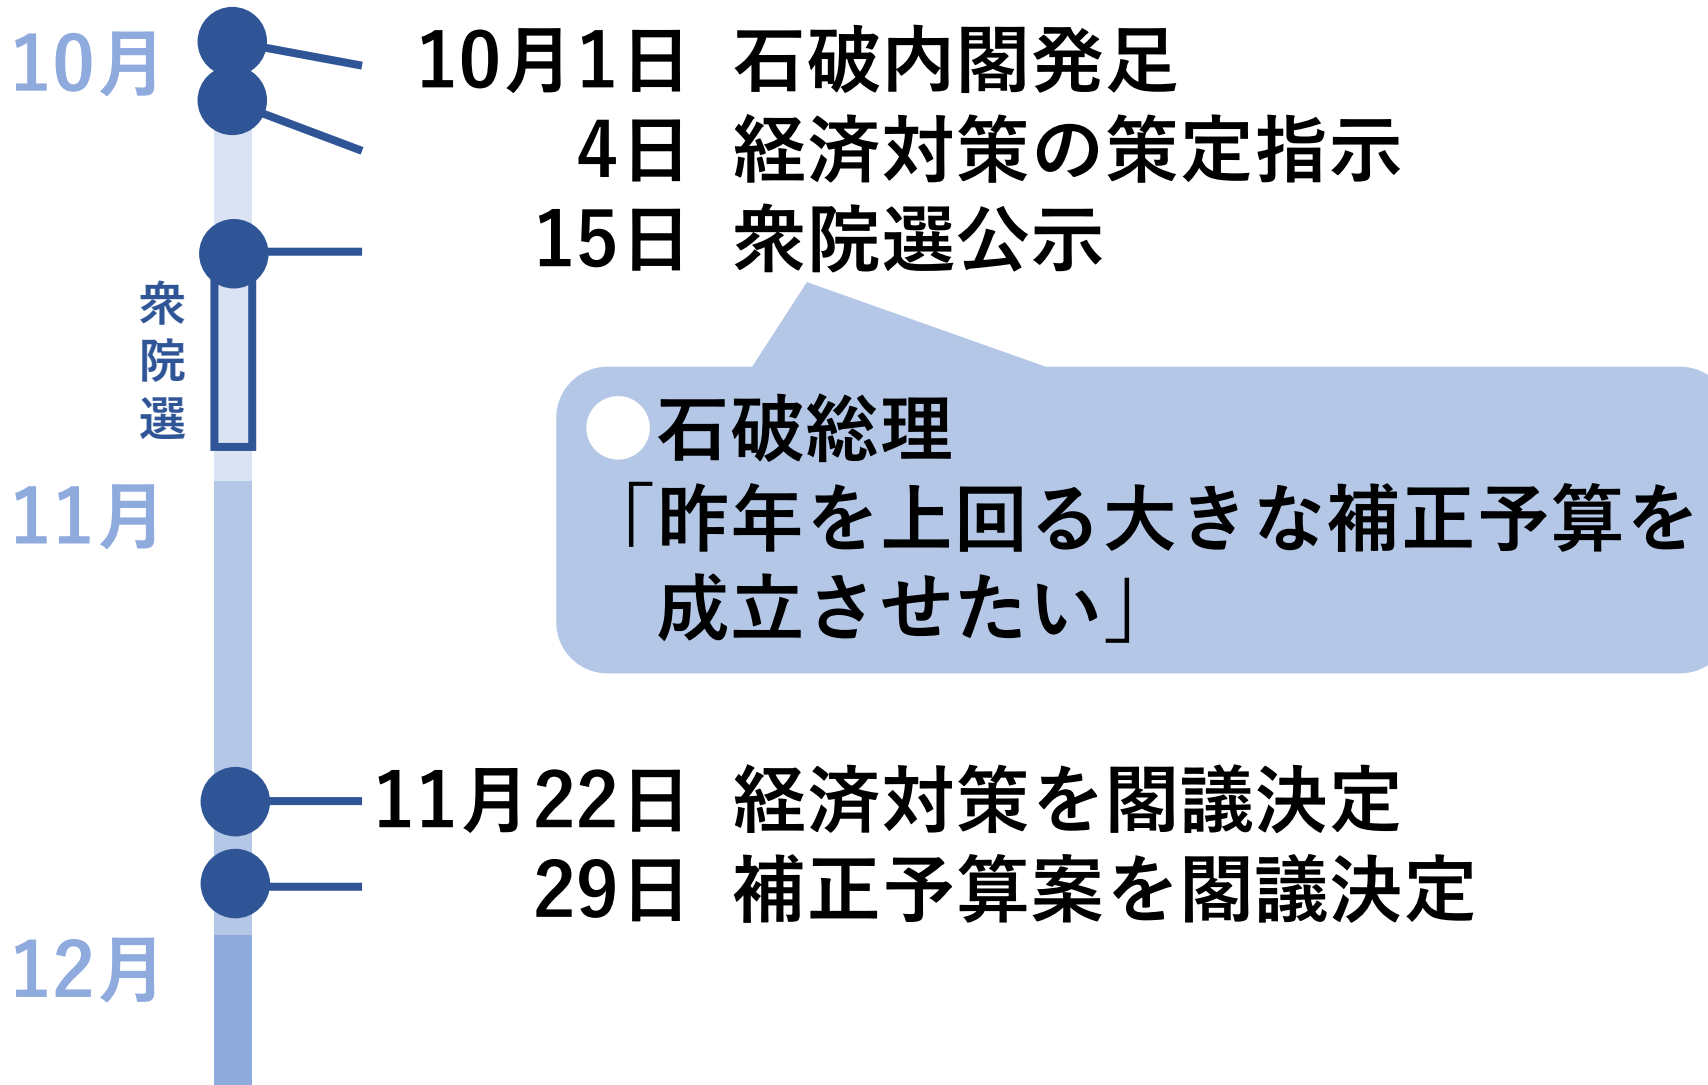 10月
10月1日 石破内閣発足
4日 経済対策の策定指示
15日 衆院選公示
衆院選
石破総理
「昨年を上回る大きな補正予算を
成立させたい」
11月
11月22日 経済対策を閣議決定
29日 補正予算案を閣議決定
12月